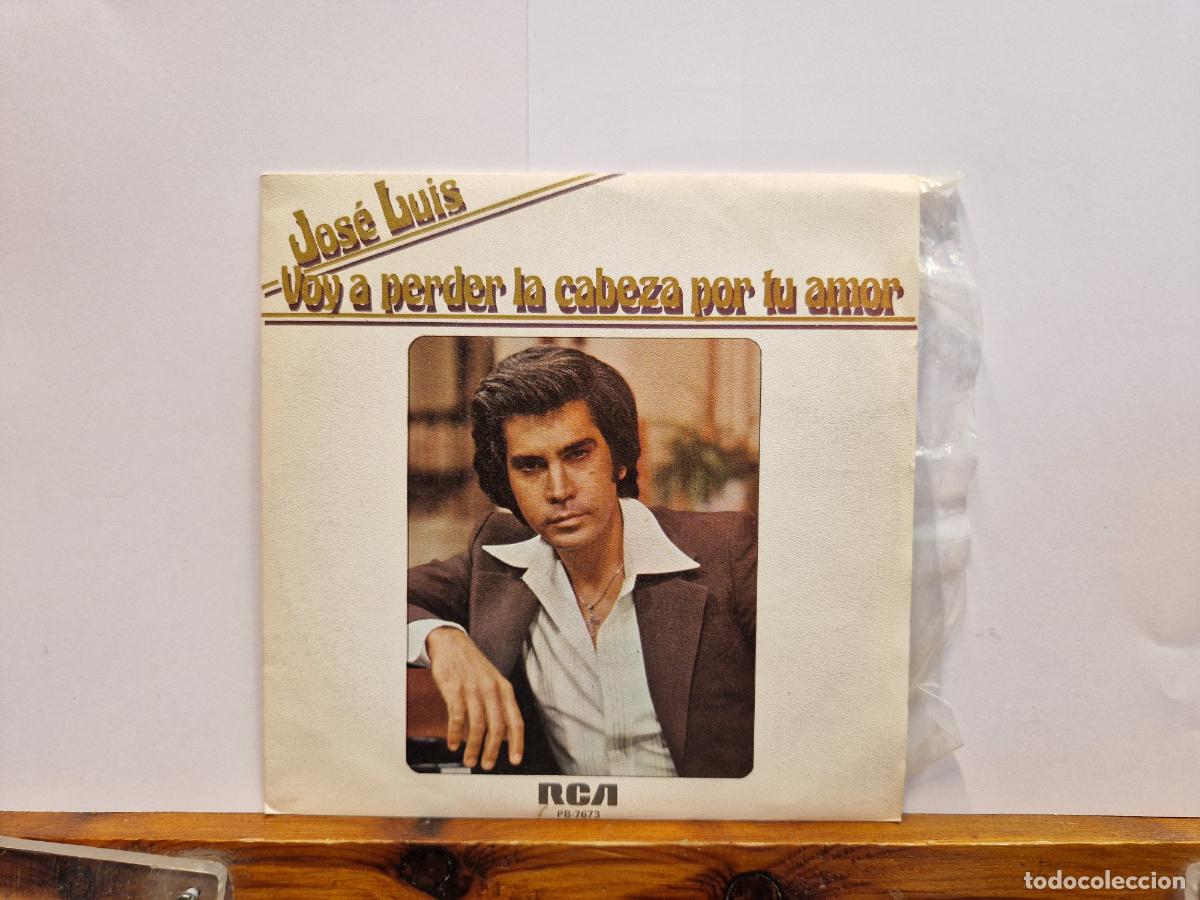 José Luis
Voy a perder la cabeza por tu amor
RCA
PB-7673
todocoleccion